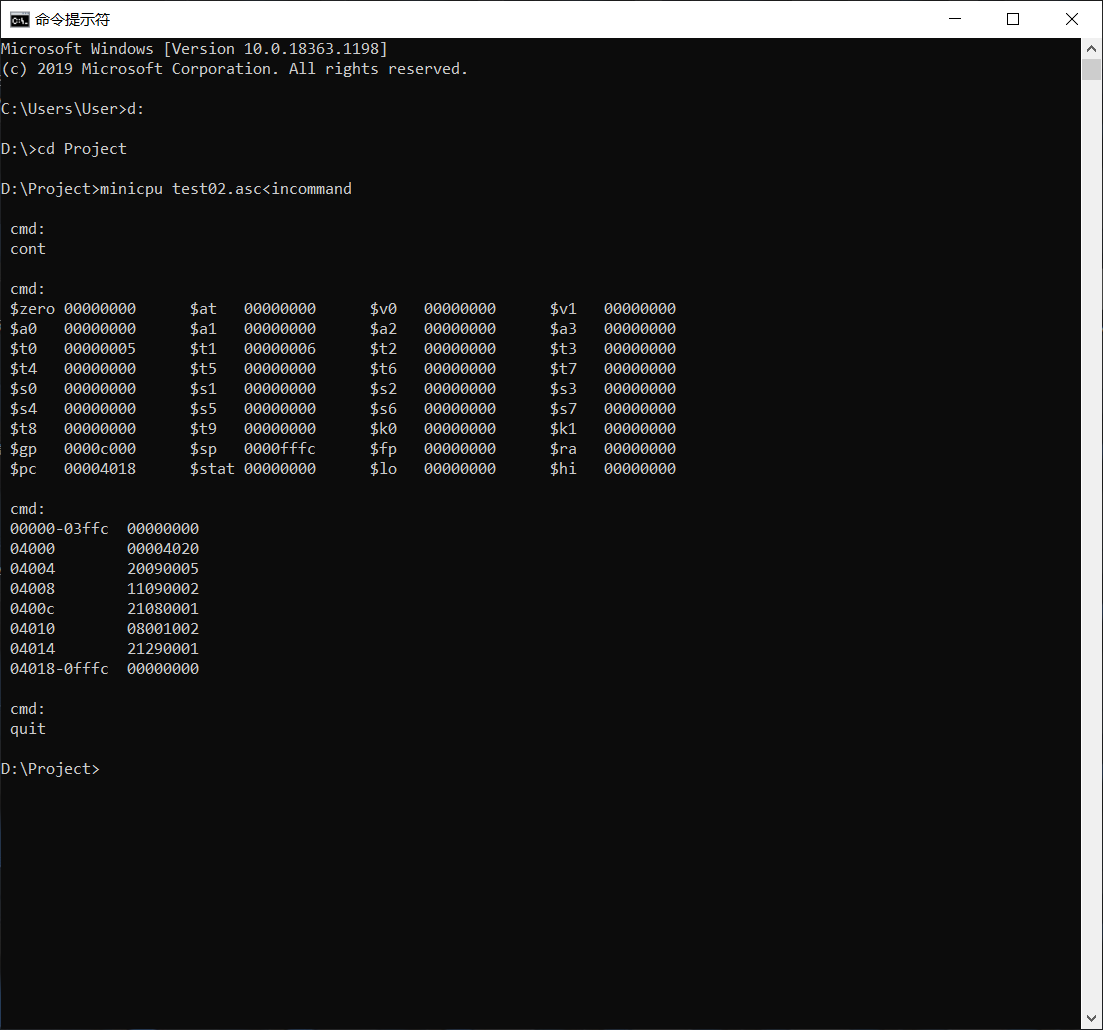 命令提示符
Microsoft Windows [Version 10.0.18363.1198]
(c) 2019 Microsoft Corporation. All rights reserved.
C:\Users\User>d:
D:\>cd Project
D:\Project>minicpu test02.asc<incommand
cmd:
cont
cmd:
$zero 00000000 $at 00000000 $v0 00000000 $v1 00000000
$a0 00000000 $a1 00000000 $a2 00000000 $a3 00000000
$t0 00000005 $t1 00000006 $t2 00000000 $t3 00000000
$t4 00000000 $t5 00000000 $t6 00000000 $t7 00000000
$s0 00000000 $s1 00000000 $s2 00000000 $s3 00000000
$s4 00000000 $s5 00000000 $s6 00000000 $s7 00000000
$t8 00000000 $t9 00000000 $k0 00000000 $k1 00000000
$gp 0000c000 $sp 0000fffc $fp 00000000 $ra 00000000
$pc 00004018 $stat 00000000 $lo 00000000 $hi 00000000
cmd:
00000-03ffc 00000000
04000 00004020
04004 20090005
04008 11090002
0400c 21080001
04010 08001002
04014 21290001
04018-0fffc 00000000
cmd:
quit
D:\Project>